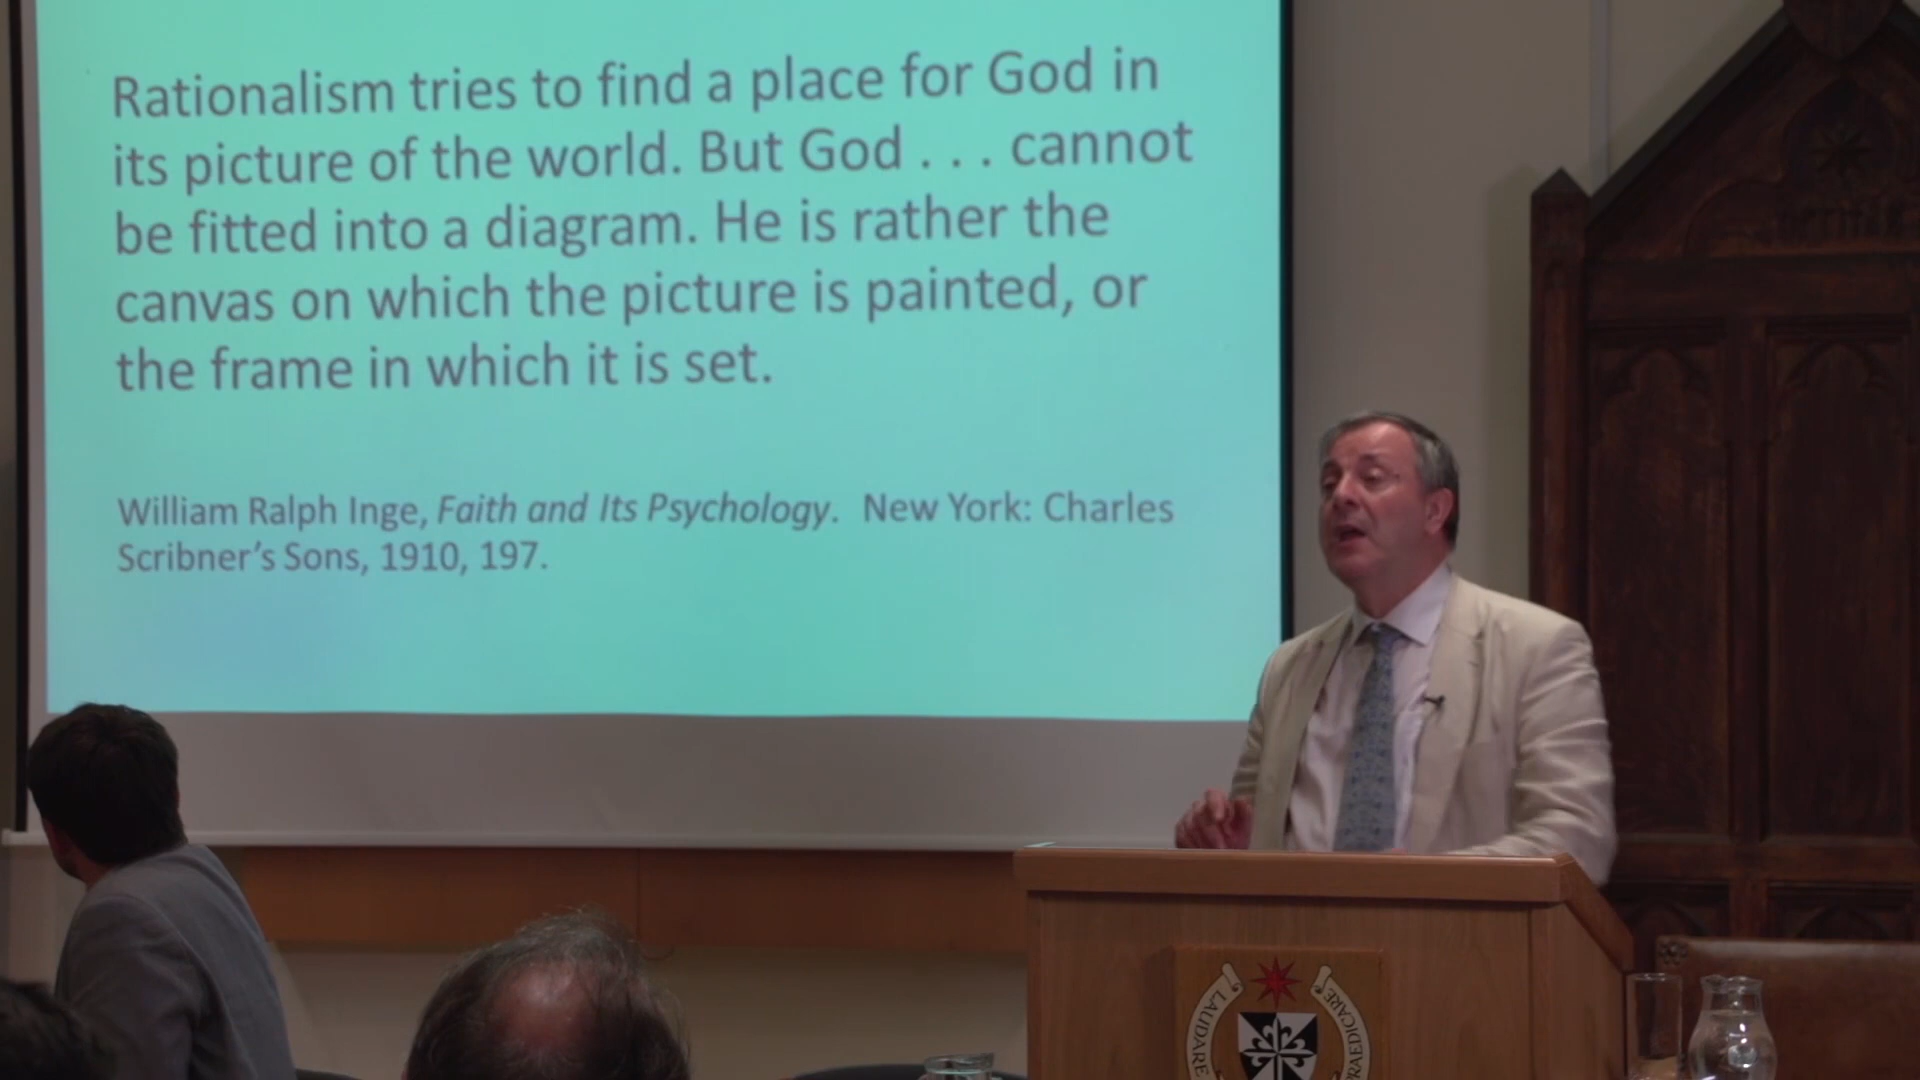 Rationalism tries to find a place for God in
its picture of the world. But God . . . cannot
be fitted into a diagram. He is rather the
canvas on which the picture is painted, or
the frame in which it is set.
William Ralph Inge, Faith and Its Psychology. New York: Charles
Scribner's Sons, 1910, 197.
LAUDARE
PRAEDICARE